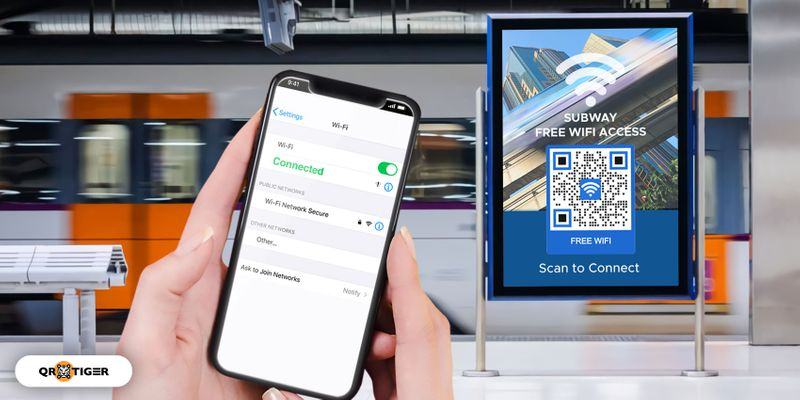 9:41
Settings
Wi-Fi
Wi-Fi
Connected
PUBLIC NETWORKS
Wi-Fi Network Secure
OTHER NETWORKS
Other...
Ask to Join Networks
Notify
SUBWAY
FREE WIFI ACCESS
FREE WIFI
Scan to Connect
QR TIGER